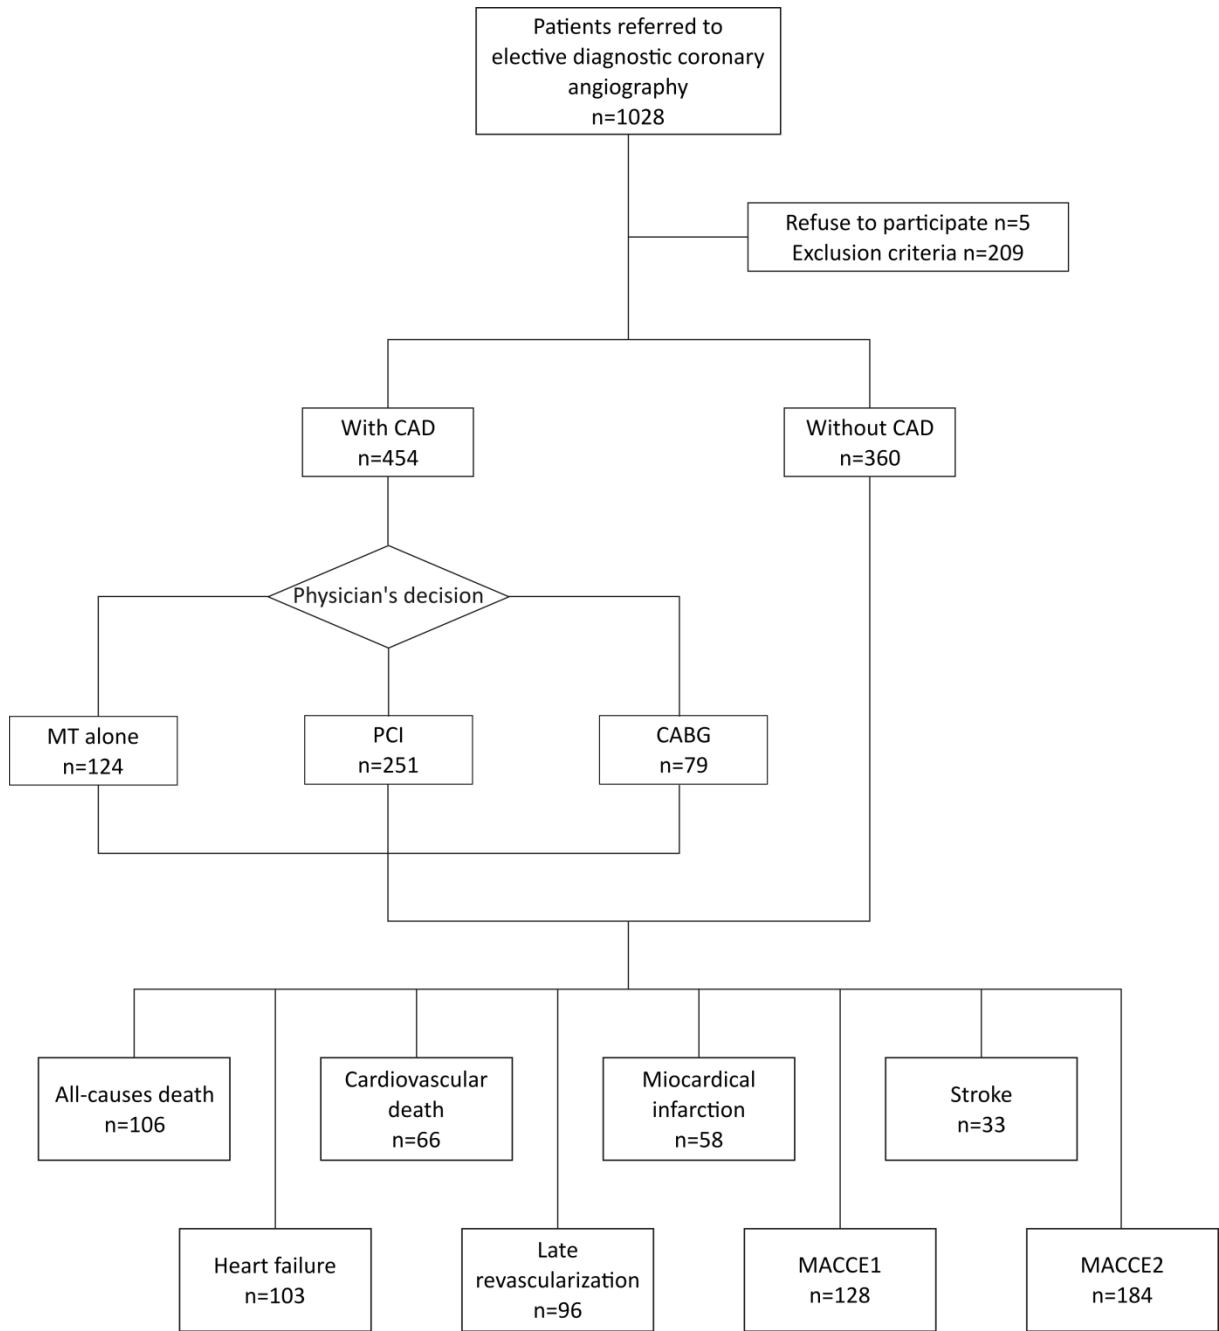 Patients referred to
elective diagnostic coronary
angiography
n=1028
Refuse to participate n=5
Exclusion criteria n=209
With CAD
n=454
Without CAD
n=360
Physician's decision
MT alone
n=124
PCI
n=251
CABG
n=79
All-causes death
n=106
Cardiovascular
death
n=66
Miocardical
infarction
n=58
Stroke
n=33
Heart failure
n=103
Late
revascularization
n=96
MACCE1
n=128
MACCE2
n=184